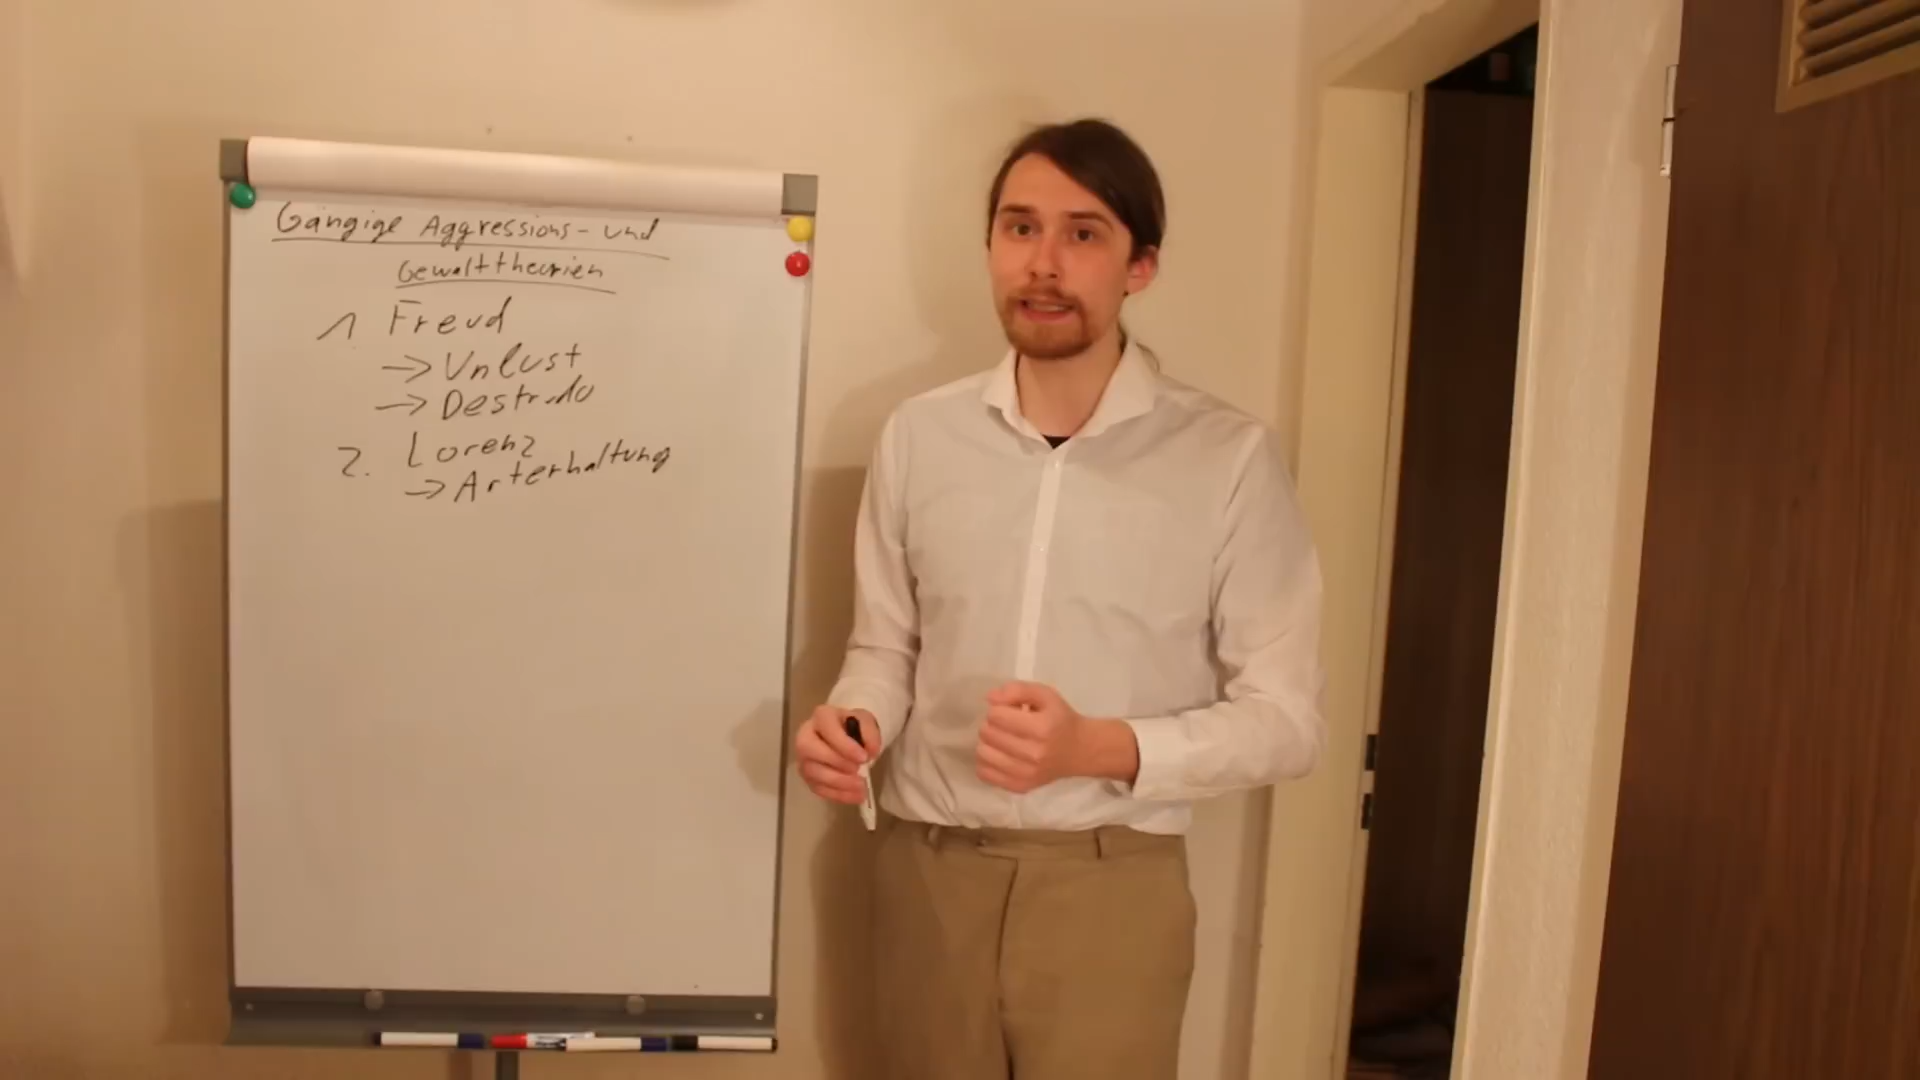 Gängige Aggressions- und
Gewalttheorien
1 Freud
→ Unlust
→ Destrudo
2. Lorenz
→ Arterhaltung